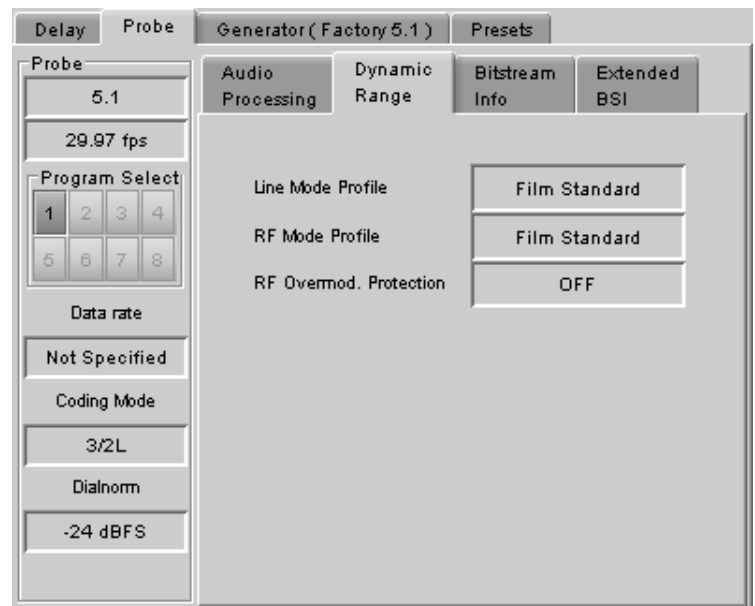 Delay Probe Generator ( Factory 5.1 ) Presets
Probe
5.1
29.97 fps
Program Select
1 2 3 4
5 6 7 8
Data rate
Not Specified
Coding Mode
3/2L
Dialnorm
-24 dBFS
Audio Processing
Dynamic Range
Bitstream Info
Extended BSI
Line Mode Profile Film Standard
RF Mode Profile Film Standard
RF Overmod. Protection OFF